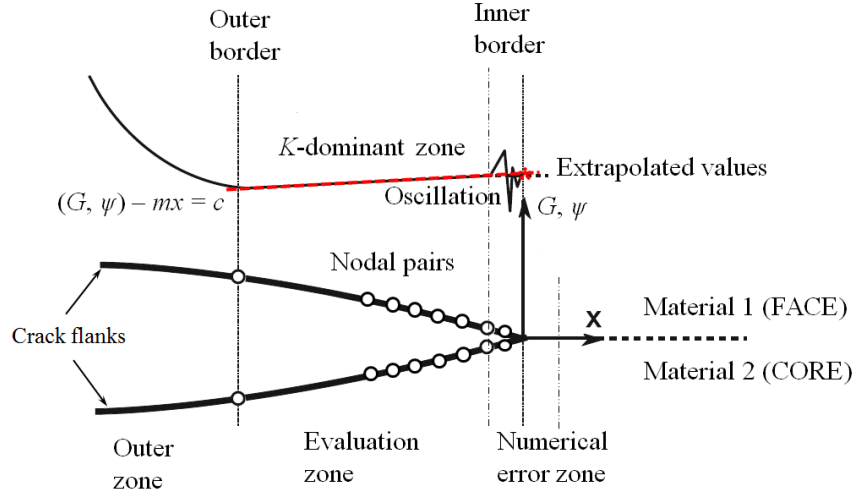 Outer
border
Inner
border
K-dominant zone
Extrapolated values
(G, ψ) – mx = c
Oscillation
G, ψ
Nodal pairs
Crack flanks
X
Material 1 (FACE)
Material 2 (CORE)
Outer
zone
Evaluation
zone
Numerical
error zone